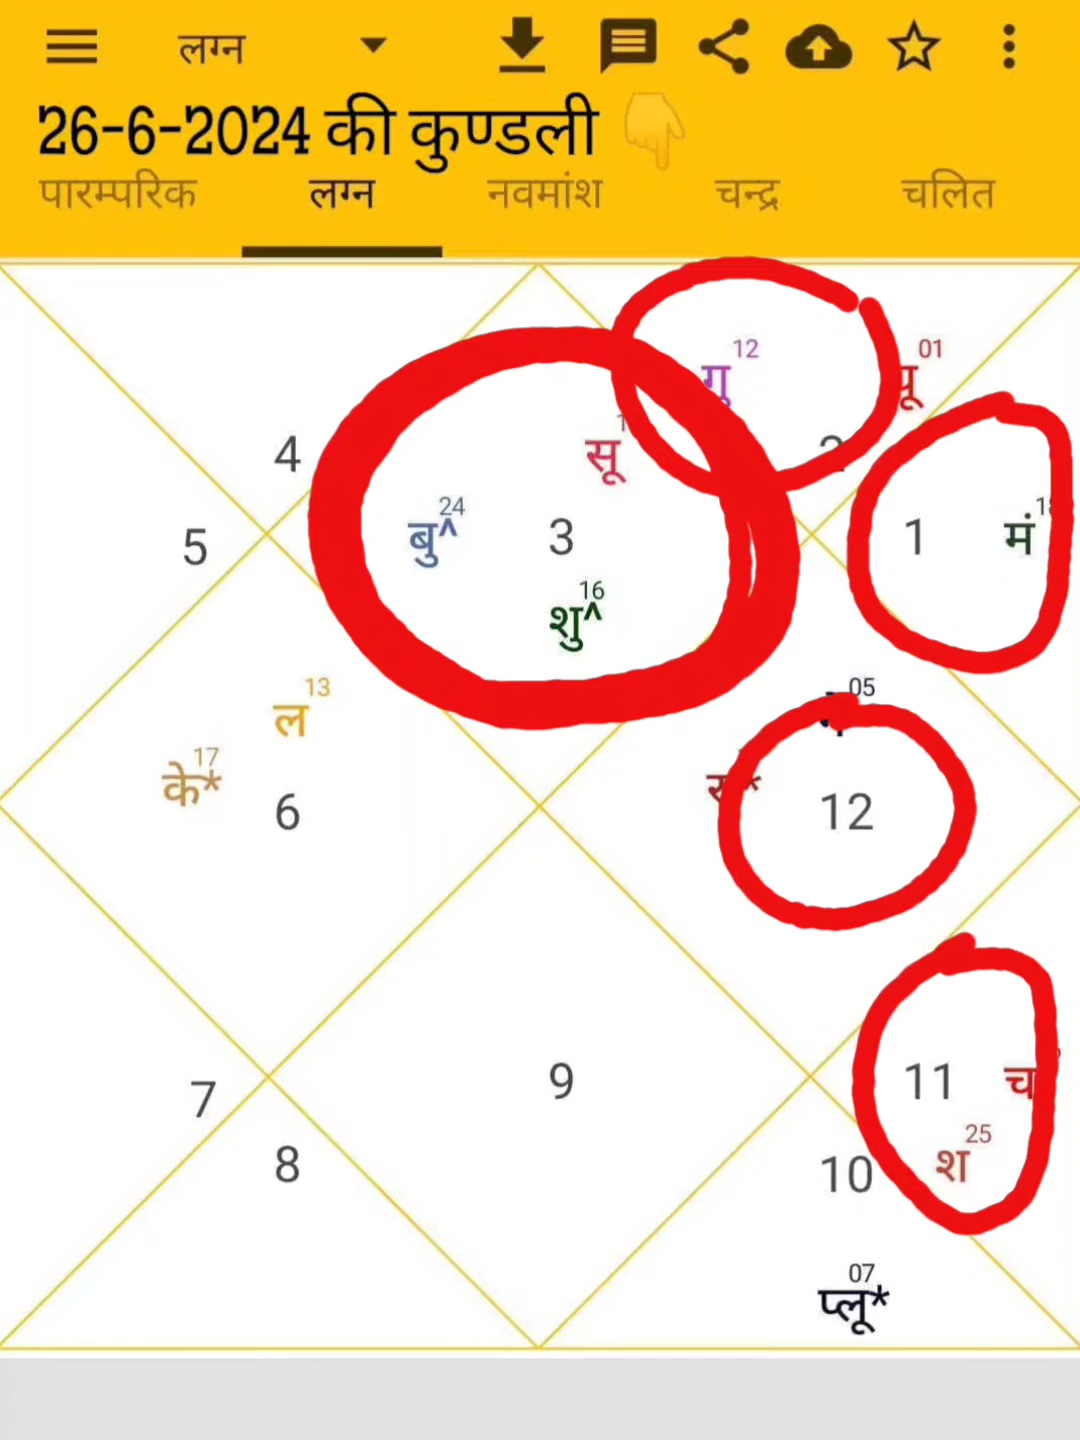 लग्न
26-6-2024 की कुण्डली
पारम्परिक लग्न नवमांश चन्द्र चलित
12
गु
01
4
सू
24
बु^
3
1
मं
5
16
शु^
13
ल
05
17
के*
6
12
7
9
11
25
श
8
10
07
प्लू*